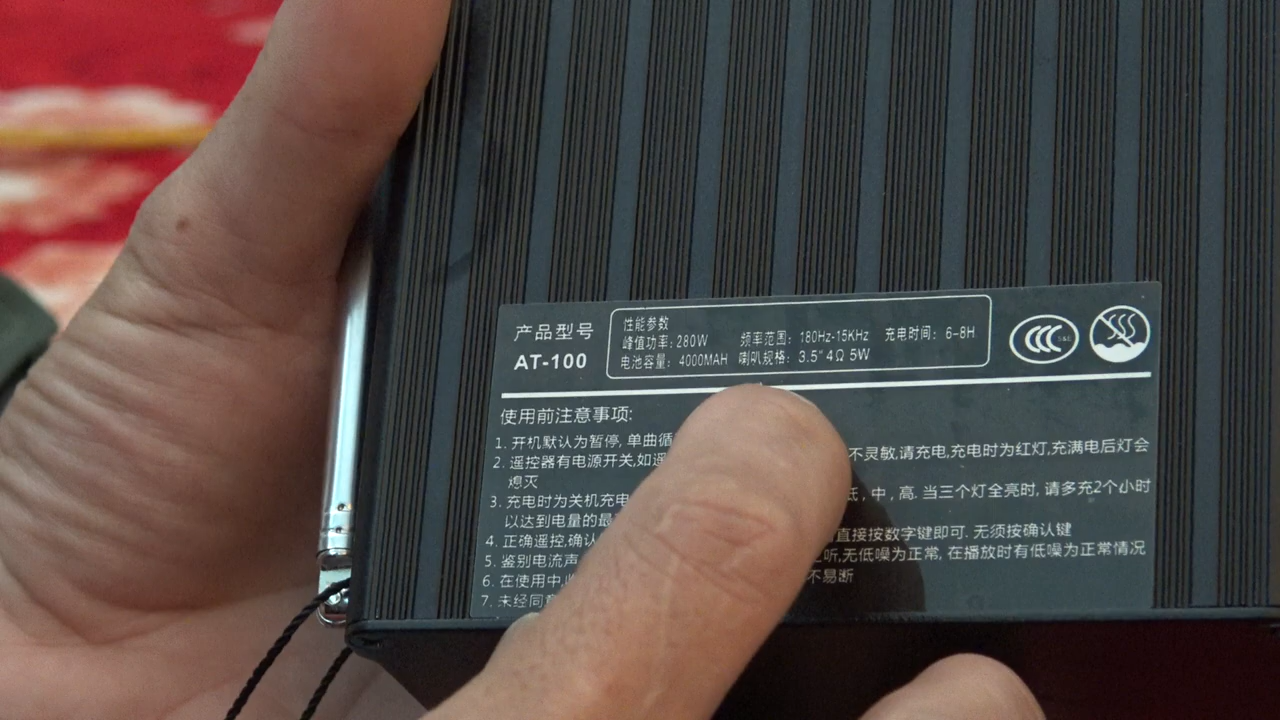 产品型号
AT-100
性能参数
峰值功率: 280W 频率范围: 180Hz-15KHz 充电时间: 6-8H
电池容量: 4000MAH 喇叭规格: 3.5" 4Ω 5W
使用前注意事项:
1. 开机默认为暂停, 单曲循
2. 遥控器有电源开关,如遥 不灵敏,请充电,充电时为红灯,充满电后灯会
熄灭
3. 充电时为关机充电 , 中 , 高. 当三个灯全亮时, 请多充2个小时
以达到电量的最
4. 正确遥控,确认 直接按数字键即可. 无须按确认键
5. 鉴别电流声 听,无低噪为正常, 在播放时有低噪为正常情况
6. 在使用中, 不易断
7. 未经同意